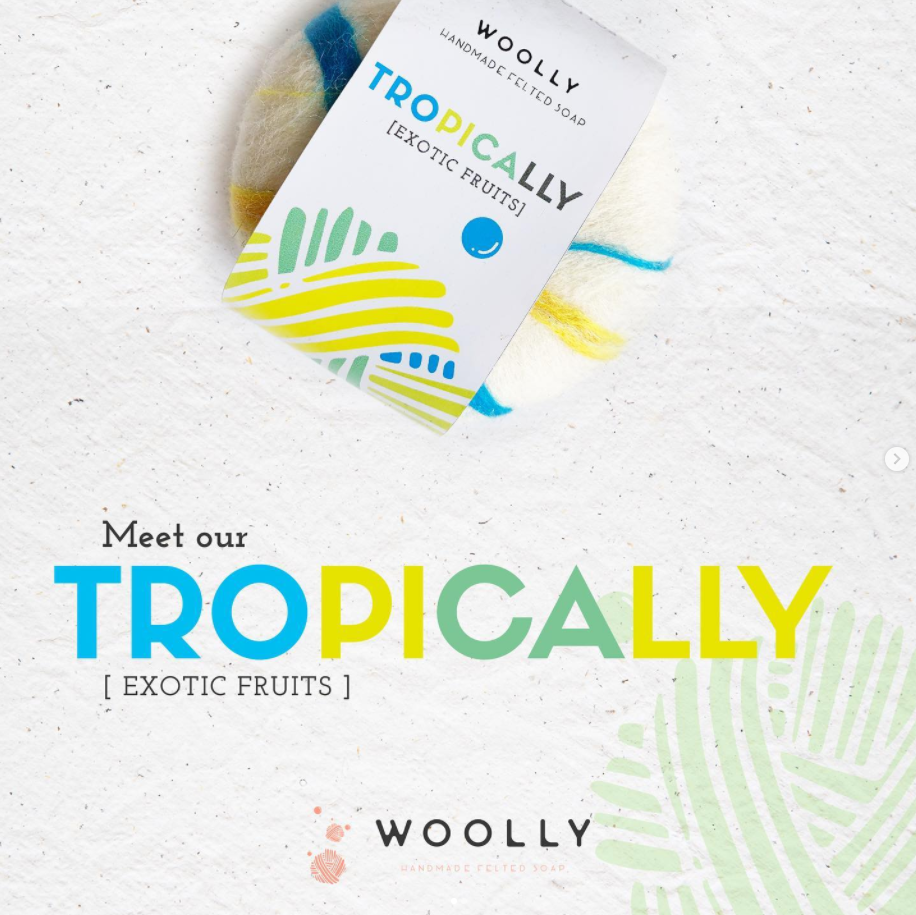 WOOLLY
HANDMADE FELTED SOAP
TROPICALLY
[EXOTIC FRUITS]
Meet our
TROPICALLY
[ EXOTIC FRUITS ]
WOOLLY
HANDMADE FELTED SOAP